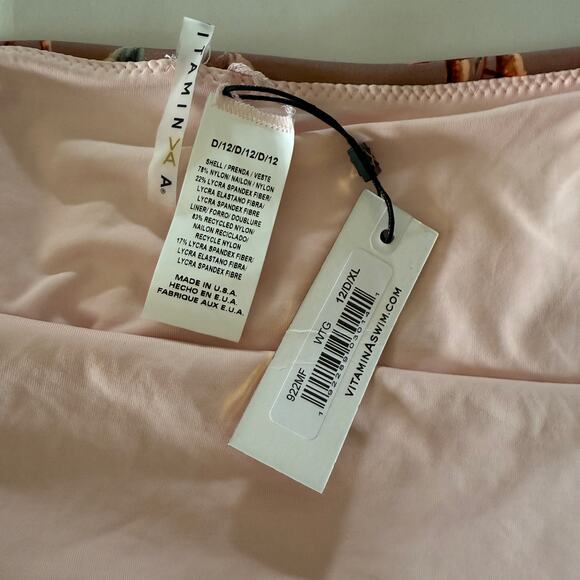 ITAMIN VA A®
D/12/D/12/D/12
SHELL / PRENDA / VESTE
78% NYLON/ NAILON / NYLON
22% LYCRA SPANDEX FIBER/
LYCRA ELASTANO FIBRA/
LYCRA SPANDEX FIBRE
LINER/ FORRO/ DOUBLURE
83% RECYCLED NYLON/
NAILON RECICLADO/
RECYCLE NYLON
17% LYCRA SPANDEX FIBER/
LYCRA ELASTANO FIBRA/
LYCRA SPANDEX FIBRE
MADE IN U.S.A.
HECHO EN E.U.A.
FABRIQUE AUX E.U.A.
922MF WTG 12/D/XL
VITAMINASWIM.COM